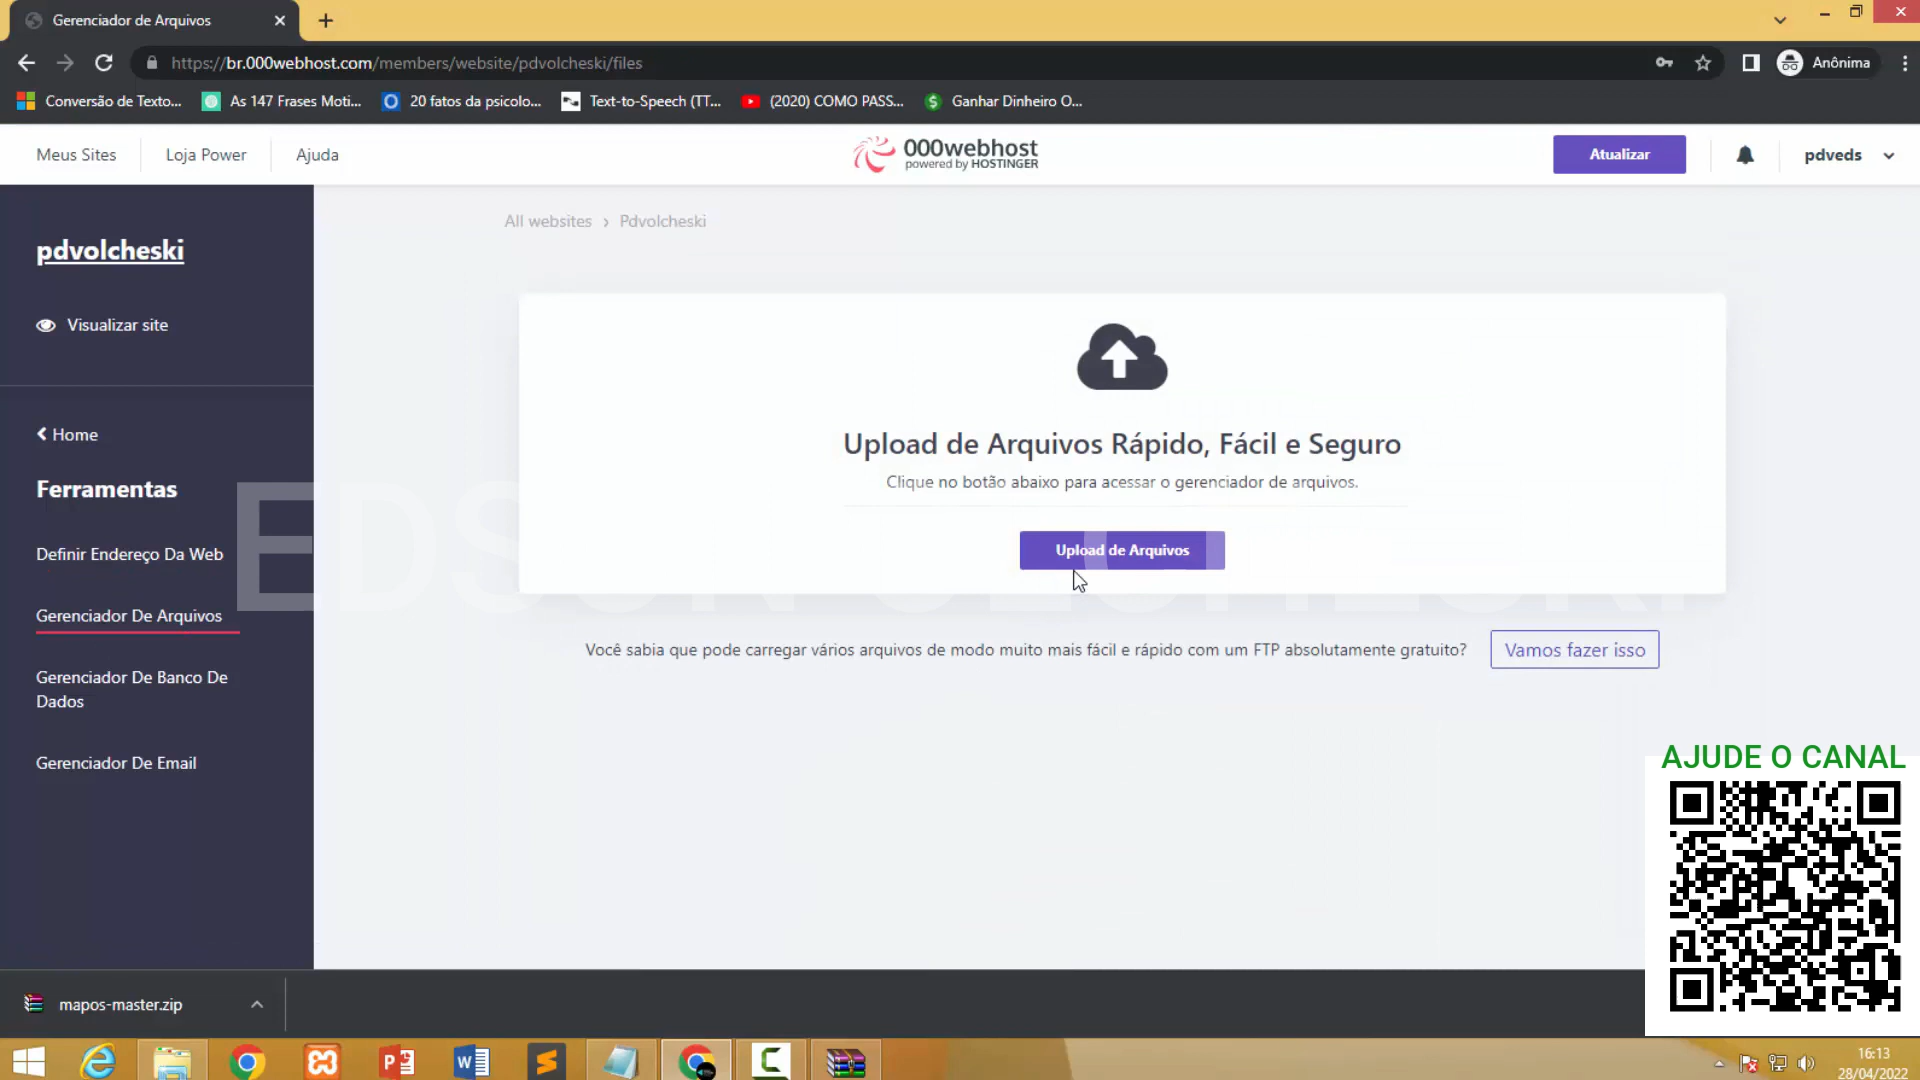 Gerenciador de Arquivos
https://br.000webhost.com/members/website/pdvolcheski/files
Anônima
Conversão de Texto...
As 147 Frases Moti...
20 fatos da psicolo...
Text-to-Speech (TT...
(2020) COMO PASS...
Ganhar Dinheiro O...
Meus Sites
Loja Power
Ajuda
000webhost
powered by HOSTINGER
Atualizar
pdveds
pdvolcheski
Visualizar site
Home
Ferramentas
Definir Endereço Da Web
Gerenciador De Arquivos
Gerenciador De Banco De
Dados
Gerenciador De Email
All websites › Pdvolcheski
Upload de Arquivos Rápido, Fácil e Seguro
Clique no botão abaixo para acessar o gerenciador de arquivos.
Upload de Arquivos
Você sabia que pode carregar vários arquivos de modo muito mais fácil e rápido com um FTP absolutamente gratuito?
Vamos fazer isso
AJUDE O CANAL
mapos-master.zip
16:13
28/04/2022